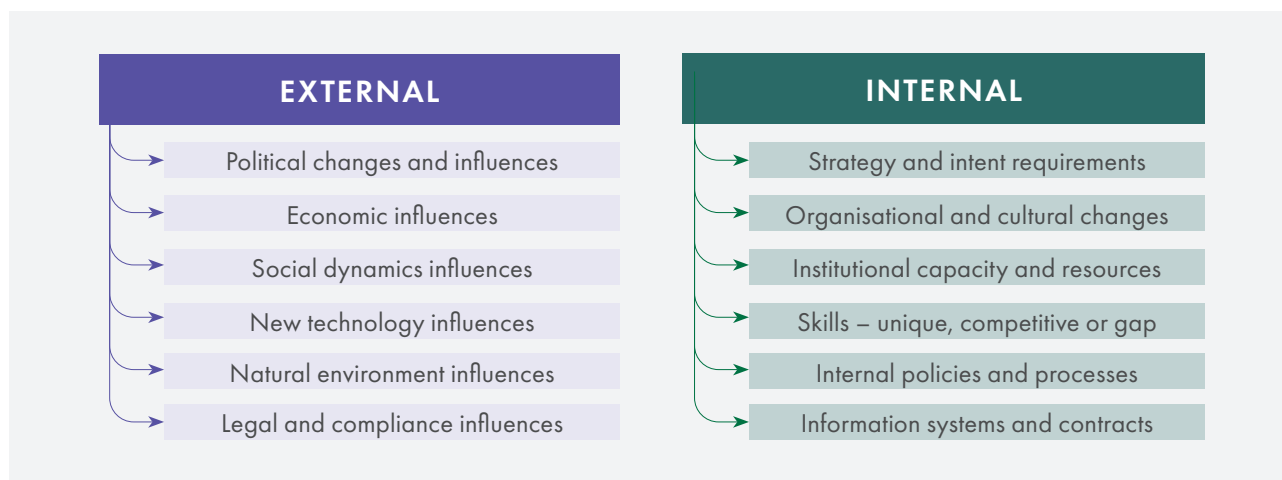 EXTERNAL
Political changes and influences
Economic influences
Social dynamics influences
New technology influences
Natural environment influences
Legal and compliance influences
INTERNAL
Strategy and intent requirements
Organisational and cultural changes
Institutional capacity and resources
Skills – unique, competitive or gap
Internal policies and processes
Information systems and contracts